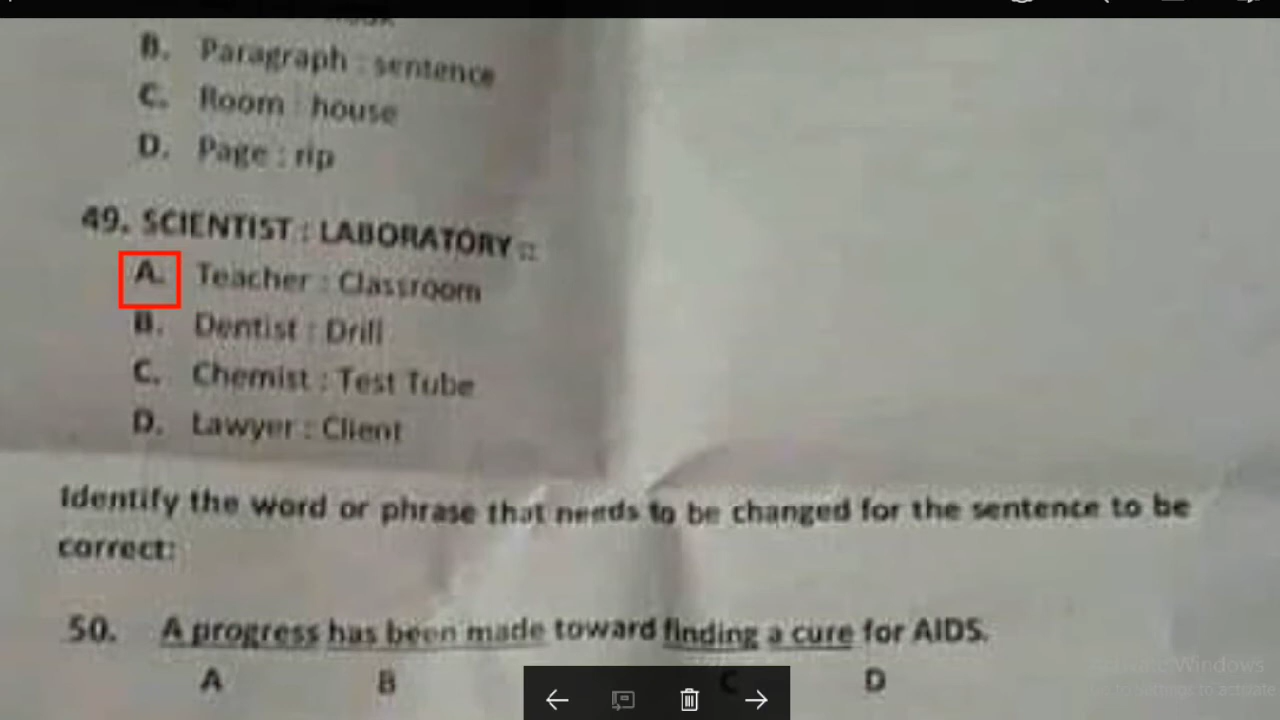 B. Paragraph : sentence
C. Room : house
D. Page : rip
49. SCIENTIST : LABORATORY ::
A. Teacher : Classroom
B. Dentist : Drill
C. Chemist : Test Tube
D. Lawyer : Client
Identify the word or phrase that needs to be changed for the sentence to be
correct:
50. A progress has been made toward finding a cure for AIDS.
A B C D
Activate Windows